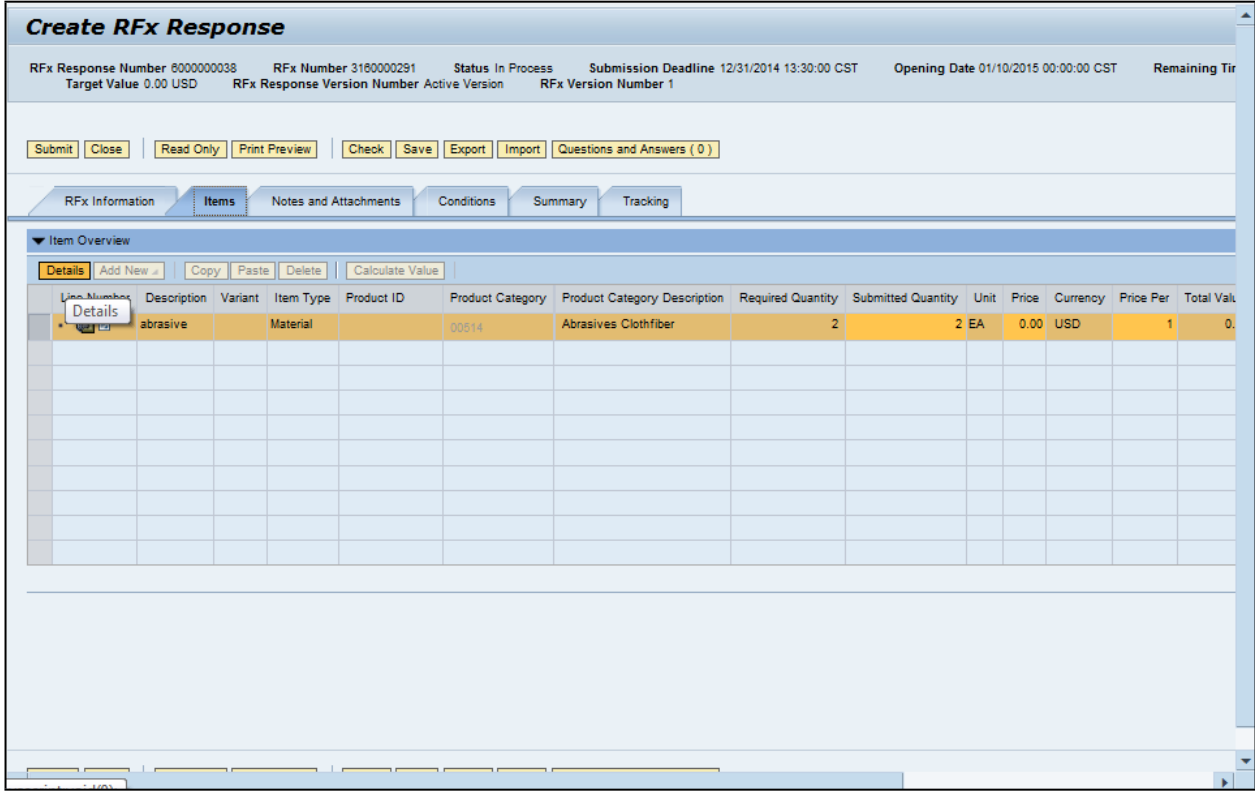 Create RFx Response
RFx Response Number 6000000038 RFx Number 3160000291 Status In Process Submission Deadline 12/31/2014 13:30:00 CST Opening Date 01/10/2015 00:00:00 CST Remaining Tir
Target Value 0.00 USD RFx Response Version Number Active Version RFx Version Number 1
Submit Close Read Only Print Preview Check Save Export Import Questions and Answers ( 0 )
RFx Information Items Notes and Attachments Conditions Summary Tracking
Item Overview
Details Add New Copy Paste Delete Calculate Value
Line Number Description Variant Item Type Product ID Product Category Product Category Description Required Quantity Submitted Quantity Unit Price Currency Price Per Total Valu
Details
abrasive Material 00514 Abrasives Clothfiber 2 2 EA 0.00 USD 1 0.